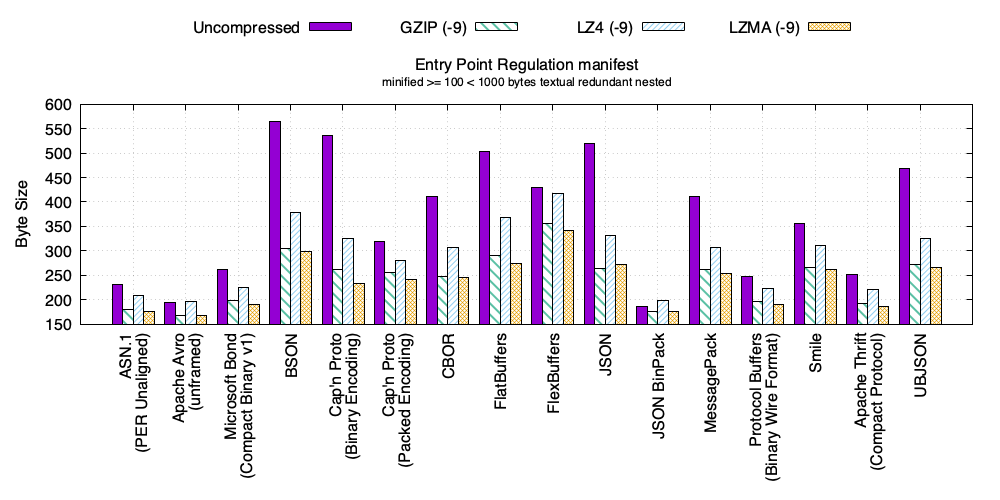 Uncompressed GZIP (-9) LZ4 (-9) LZMA (-9)
Entry Point Regulation manifest
minified >= 100 < 1000 bytes textual redundant nested
Byte Size
600
550
500
450
400
350
300
250
200
150
ASN.1
(PER Unaligned)
Apache Avro
(unframed)
Microsoft Bond
(Compact Binary v1)
BSON
Cap'n Proto
(Binary Encoding)
Cap'n Proto
(Packed Encoding)
CBOR
FlatBuffers
FlexBuffers
JSON
JSON BinPack
MessagePack
Protocol Buffers
(Binary Wire Format)
Smile
Apache Thrift
(Compact Protocol)
UBJSON